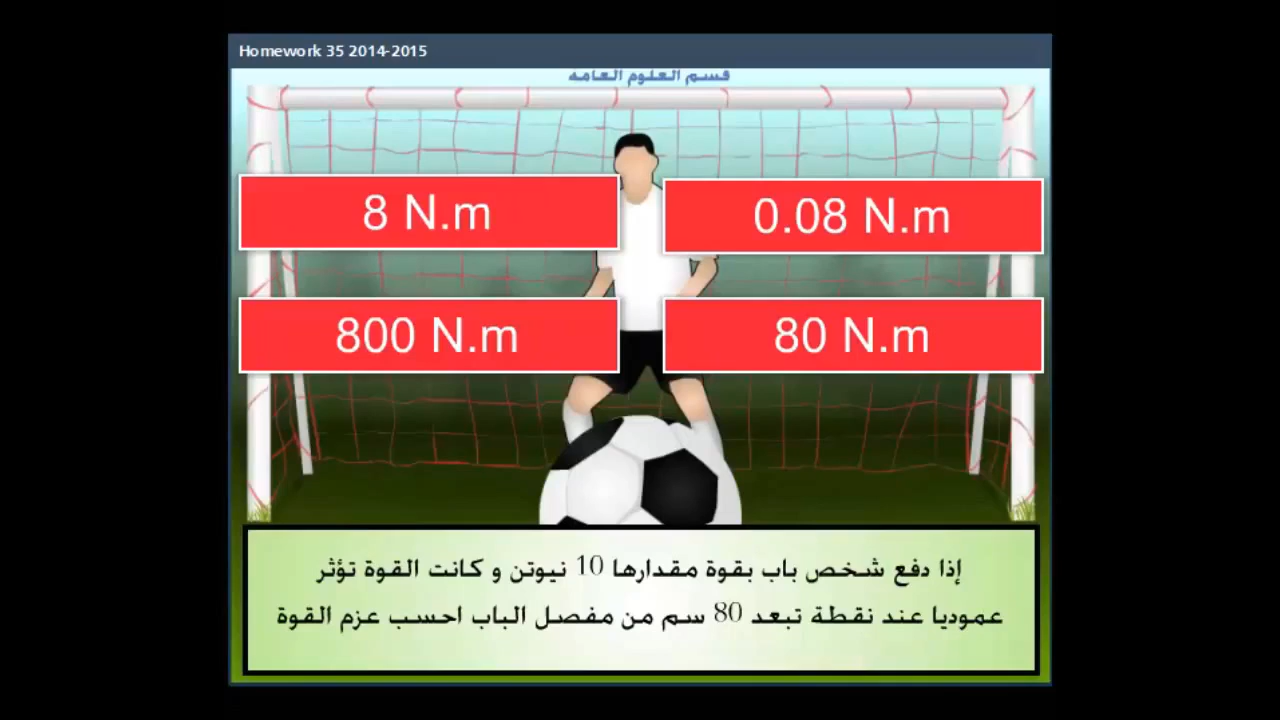 Homework 35 2014-2015
قسم العلوم العامه
8 N.m
0.08 N.m
800 N.m
80 N.m
إذا دفع شخص باب بقوة مقدارها 10 نيوتن و كانت القوة تؤثر
عموديا عند نقطة تبعد 80 سم من مفصل الباب احسب عزم القوة